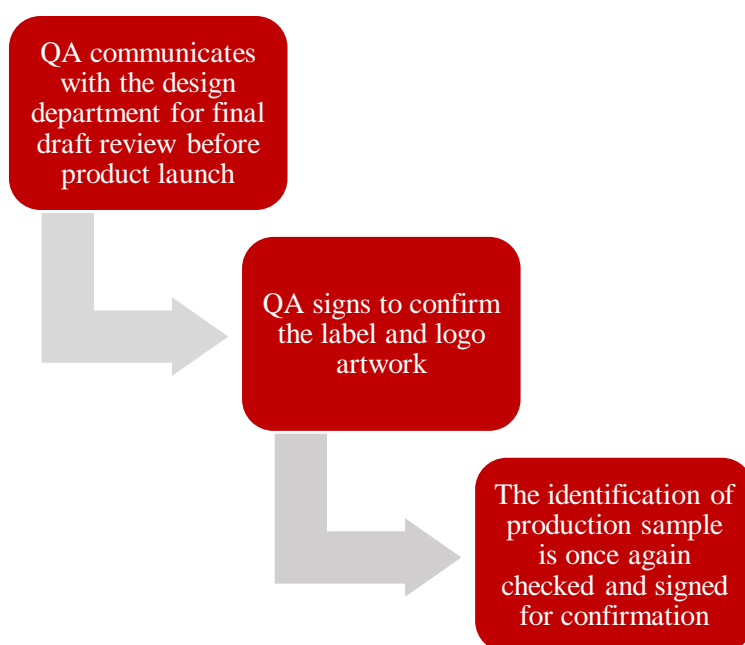 QA communicates
with the design
department for final
draft review before
product launch
QA signs to confirm
the label and logo
artwork
The identification of
production sample
is once again
checked and signed
for confirmation